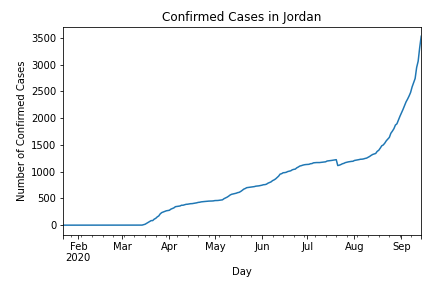 Confirmed Cases in Jordan
Number of Confirmed Cases
3500
3000
2500
2000
1500
1000
500
0
Feb Mar Apr May Jun Jul Aug Sep
2020
Day